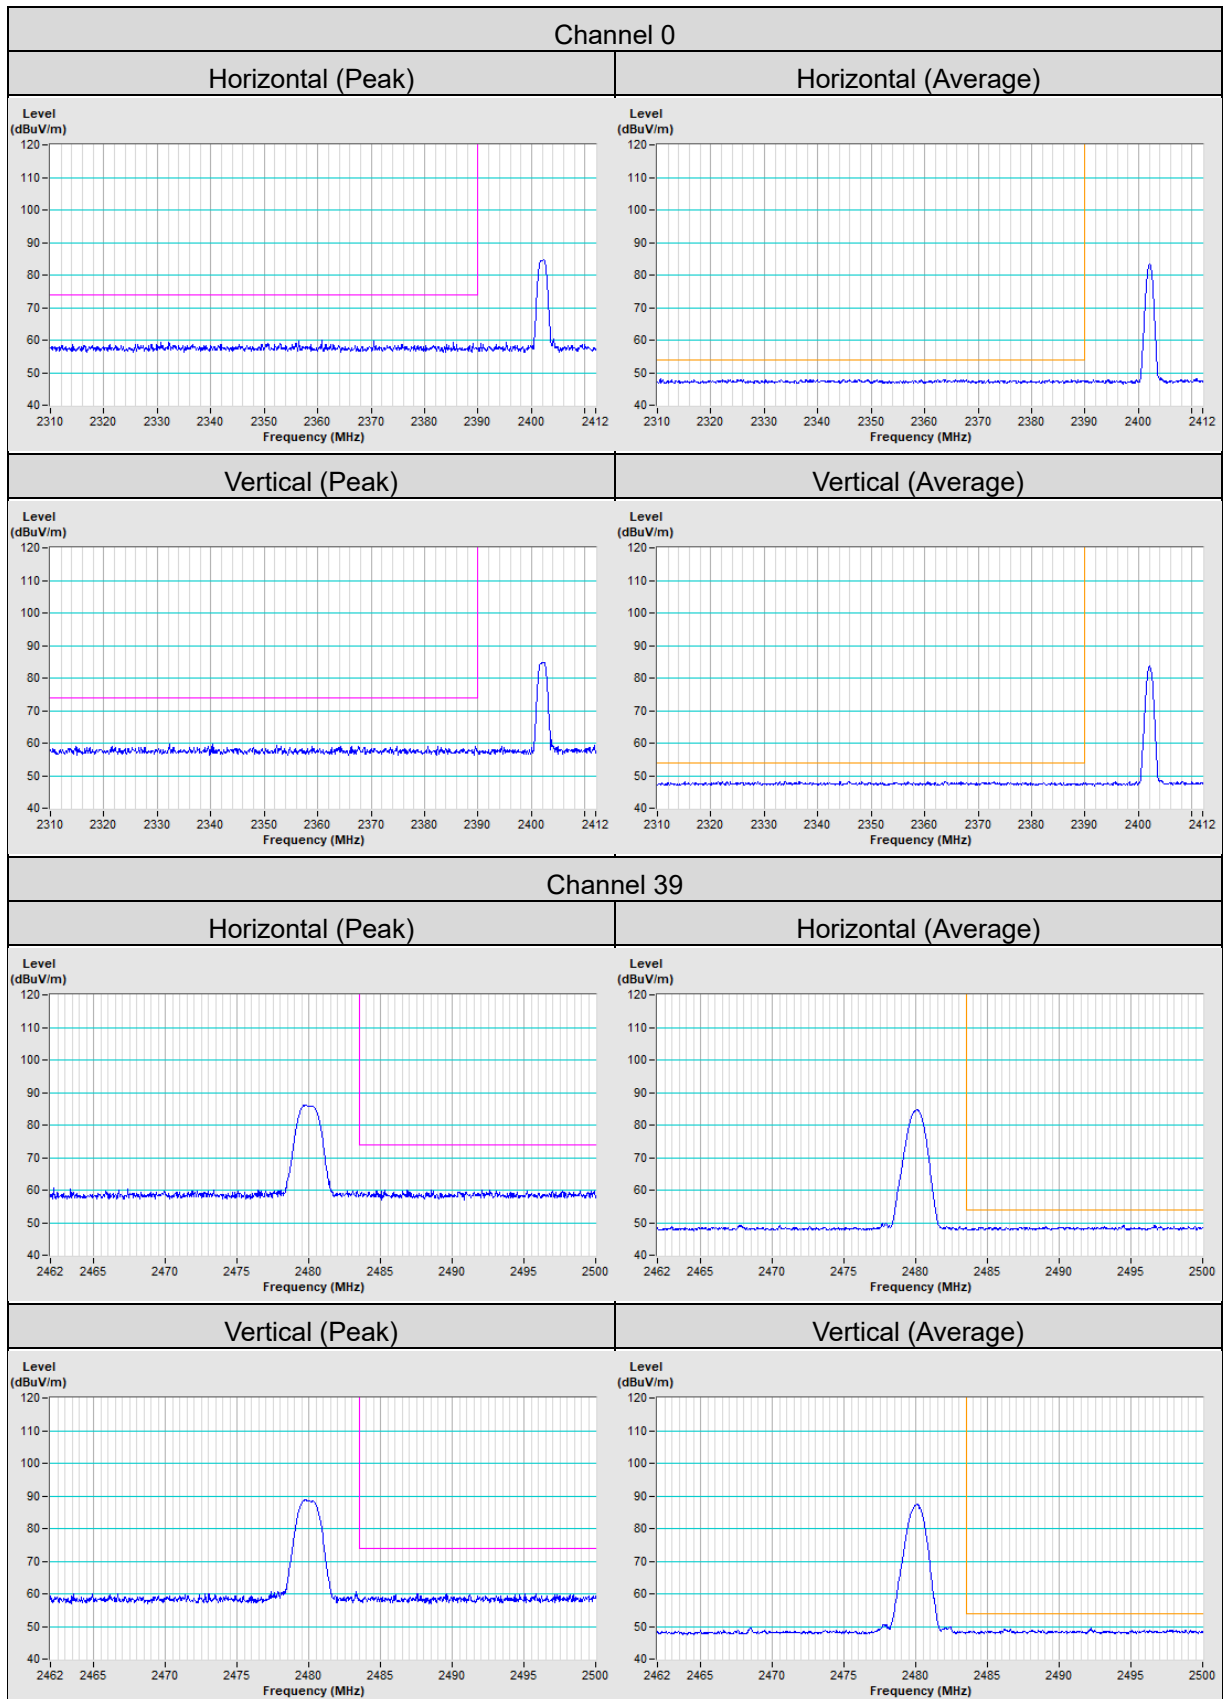 Channel 0
Horizontal (Peak) Horizontal (Average)
Level Level
(dBuV/m) (dBuV/m)
120 120
110 110
100 100
90 90
80 80
70 70
60 60
50 50
40 40
2310 2320 2330 2340 2350 2360 2370 2380 2390 2400 2412 2310 2320 2330 2340 2350 2360 2370 2380 2390 2400 2412
Frequency (MHz) Frequency (MHz)
Vertical (Peak) Vertical (Average)
Level Level
(dBuV/m) (dBuV/m)
120 120
110 110
100 100
90 90
80 80
70 70
60 60
50 50
40 40
2310 2320 2330 2340 2350 2360 2370 2380 2390 2400 2412 2310 2320 2330 2340 2350 2360 2370 2380 2390 2400 2412
Frequency (MHz) Frequency (MHz)
Channel 39
Horizontal (Peak) Horizontal (Average)
Level Level
(dBuV/m) (dBuV/m)
120 120
110 110
100 100
90 90
80 80
70 70
60 60
50 50
40 40
2462 2465 2470 2475 2480 2485 2490 2495 2500 2462 2465 2470 2475 2480 2485 2490 2495 2500
Frequency (MHz) Frequency (MHz)
Vertical (Peak) Vertical (Average)
Level Level
(dBuV/m) (dBuV/m)
120 120
110 110
100 100
90 90
80 80
70 70
60 60
50 50
40 40
2462 2465 2470 2475 2480 2485 2490 2495 2500 2462 2465 2470 2475 2480 2485 2490 2495 2500
Frequency (MHz) Frequency (MHz)